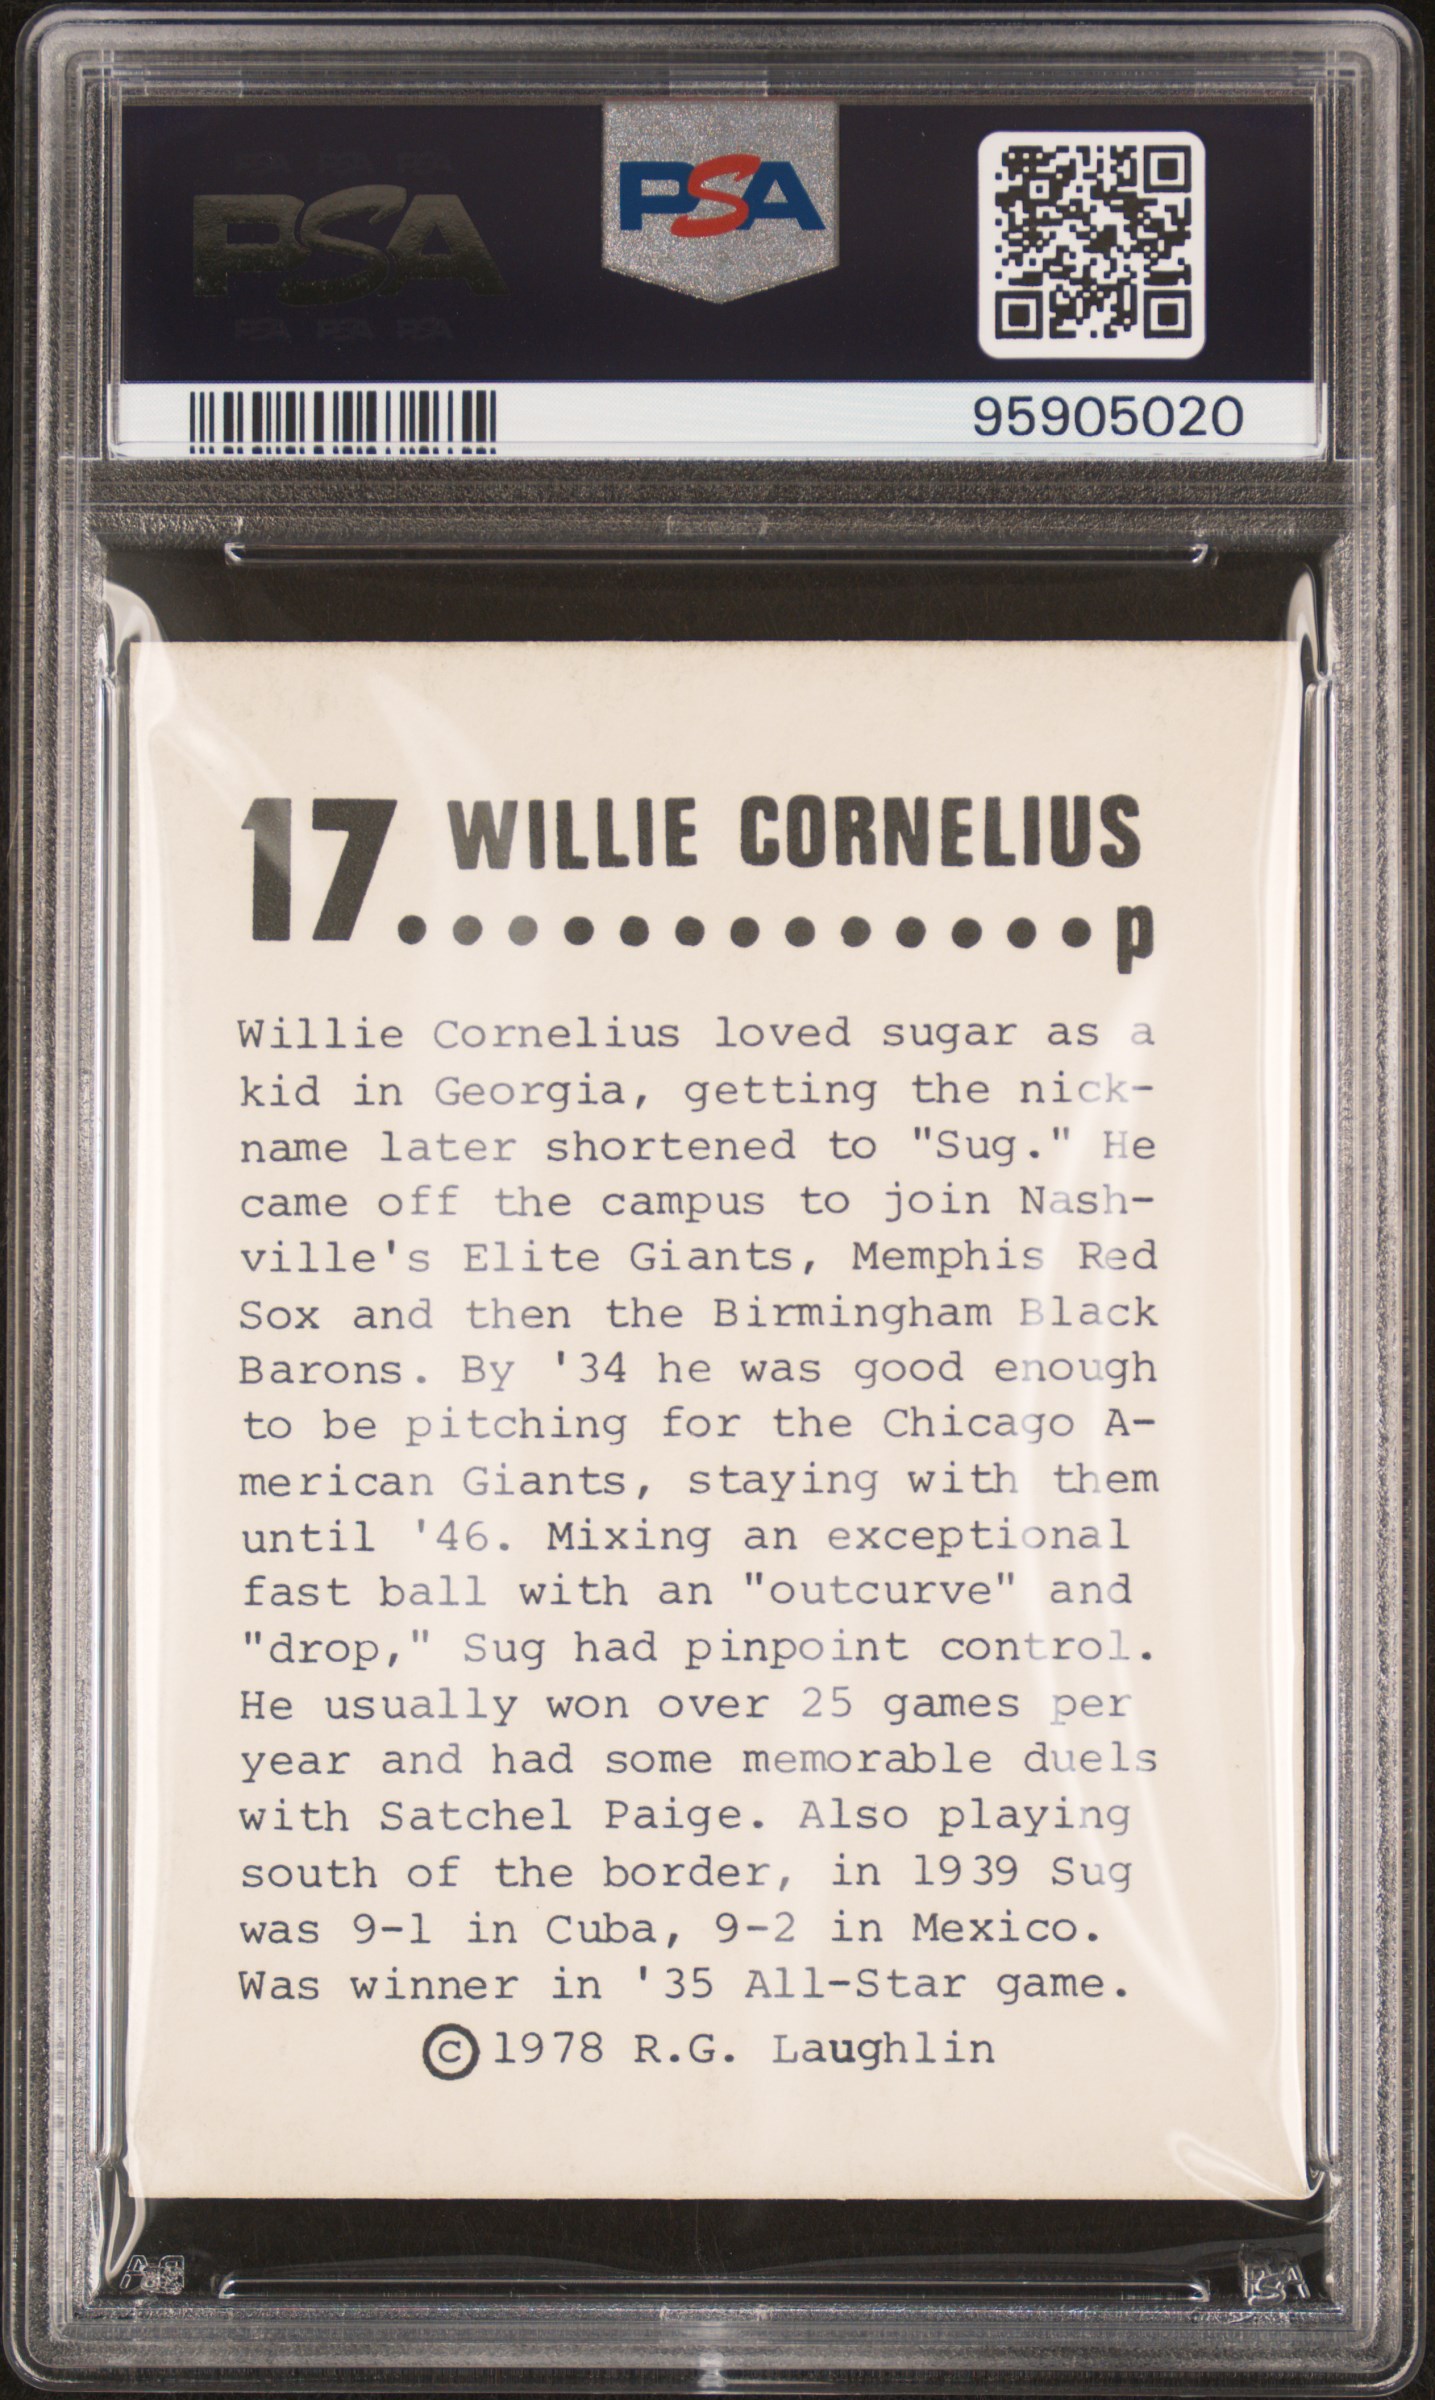 PSA
PSA
95905020
17 WILLIE CORNELIUS
..............p
Willie Cornelius loved sugar as a
kid in Georgia, getting the nick-
name later shortened to "Sug." He
came off the campus to join Nash-
ville's Elite Giants, Memphis Red
Sox and then the Birmingham Black
Barons. By '34 he was good enough
to be pitching for the Chicago A-
merican Giants, staying with them
until '46. Mixing an exceptional
fast ball with an "outcurve" and
"drop," Sug had pinpoint control.
He usually won over 25 games per
year and had some memorable duels
with Satchel Paige. Also playing
south of the border, in 1939 Sug
was 9-1 in Cuba, 9-2 in Mexico.
Was winner in '35 All-Star game.
©1978 R.G. Laughlin
PSA